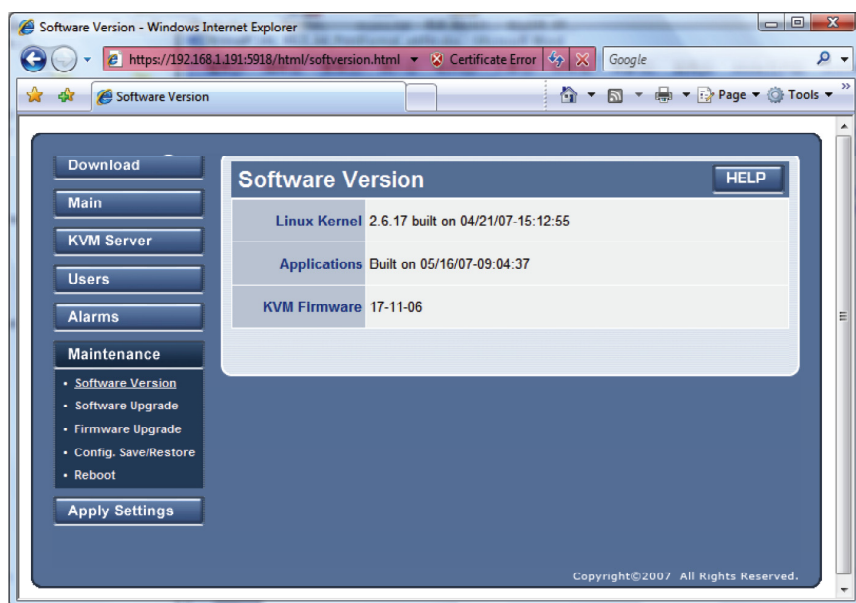 Software Version - Windows Internet Explorer
https://192.168.1.191:5918/html/softversion.html
Certificate Error
Google
Software Version
Page
Tools
Download
Main
KVM Server
Users
Alarms
Maintenance
• Software Version
• Software Upgrade
• Firmware Upgrade
• Config. Save/Restore
• Reboot
Apply Settings
Software Version
HELP
Linux Kernel 2.6.17 built on 04/21/07-15:12:55
Applications Built on 05/16/07-09:04:37
KVM Firmware 17-11-06
Copyright©2007 All Rights Reserved.